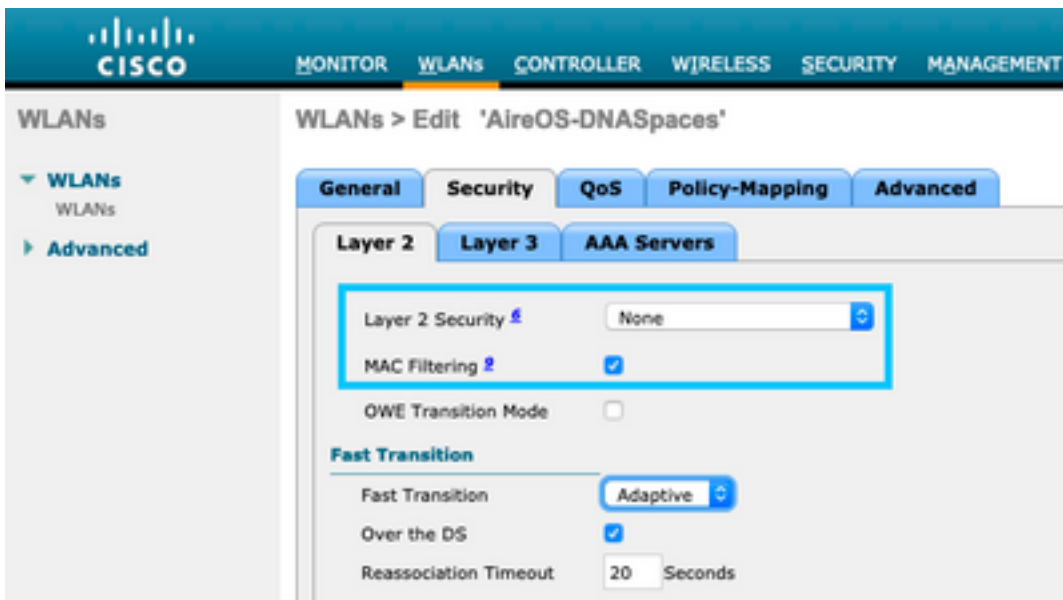 CISCO
MONITOR WLANs CONTROLLER WIRELESS SECURITY MANAGEMENT
WLANs
WLANs > Edit 'AireOS-DNASpaces'
WLANs
WLANs
Advanced
General Security QoS Policy-Mapping Advanced
Layer 2 Layer 3 AAA Servers
Layer 2 Security 6 None
MAC Filtering 9
OWE Transition Mode
Fast Transition
Fast Transition Adaptive
Over the DS
Reassociation Timeout 20 Seconds